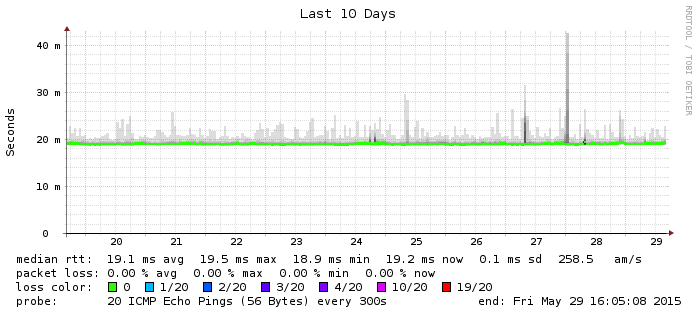 Last 10 Days
RRDTOOL / TOBI OETIKER
Seconds
40 m
30 m
20 m
10 m
0
20 21 22 23 24 25 26 27 28 29
median rtt: 19.1 ms avg 19.5 ms max 18.9 ms min 19.2 ms now 0.1 ms sd 258.5 am/s
packet loss: 0.00 % avg 0.00 % max 0.00 % min 0.00 % now
loss color: 0 1/20 2/20 3/20 4/20 10/20 19/20
probe: 20 ICMP Echo Pings (56 Bytes) every 300s end: Fri May 29 16:05:08 2015